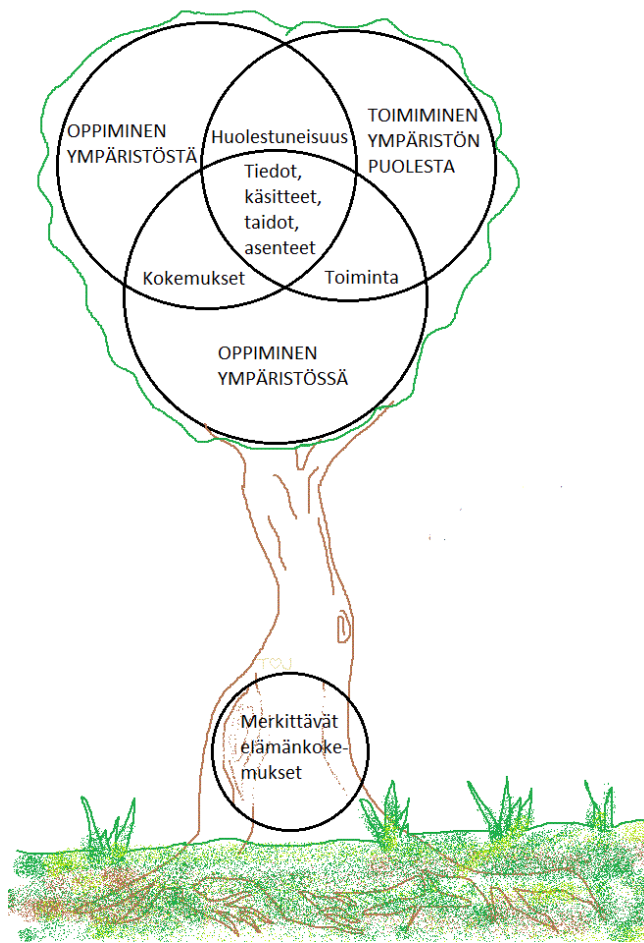 OPPIMINEN
YMPÄRISTÖSTÄ
Huolestuneisuus
TOIMIMINEN
YMPÄRISTÖN
PUOLESTA
Tiedot,
käsitteet,
taidot,
asenteet
Kokemukset
Toiminta
OPPIMINEN
YMPÄRISTÖSSÄ
T♡J
Merkittävät
elämänkoke-
mukset